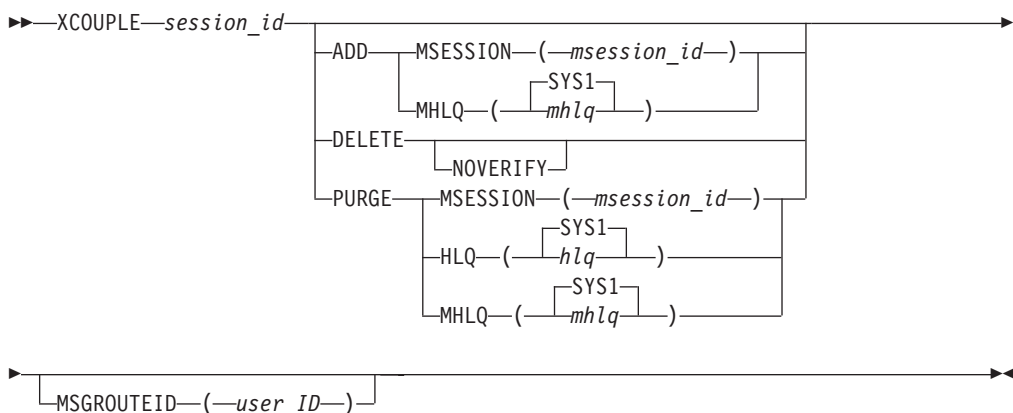 XCOUPLE session_id
ADD MSESSION ( msession_id )
SYS1
MHLQ ( mhlq )
DELETE
NOVERIFY
PURGE MSESSION ( msession_id )
SYS1
HLQ ( hlq )
SYS1
MHLQ ( mhlq )
MSGROUTEID ( user ID )